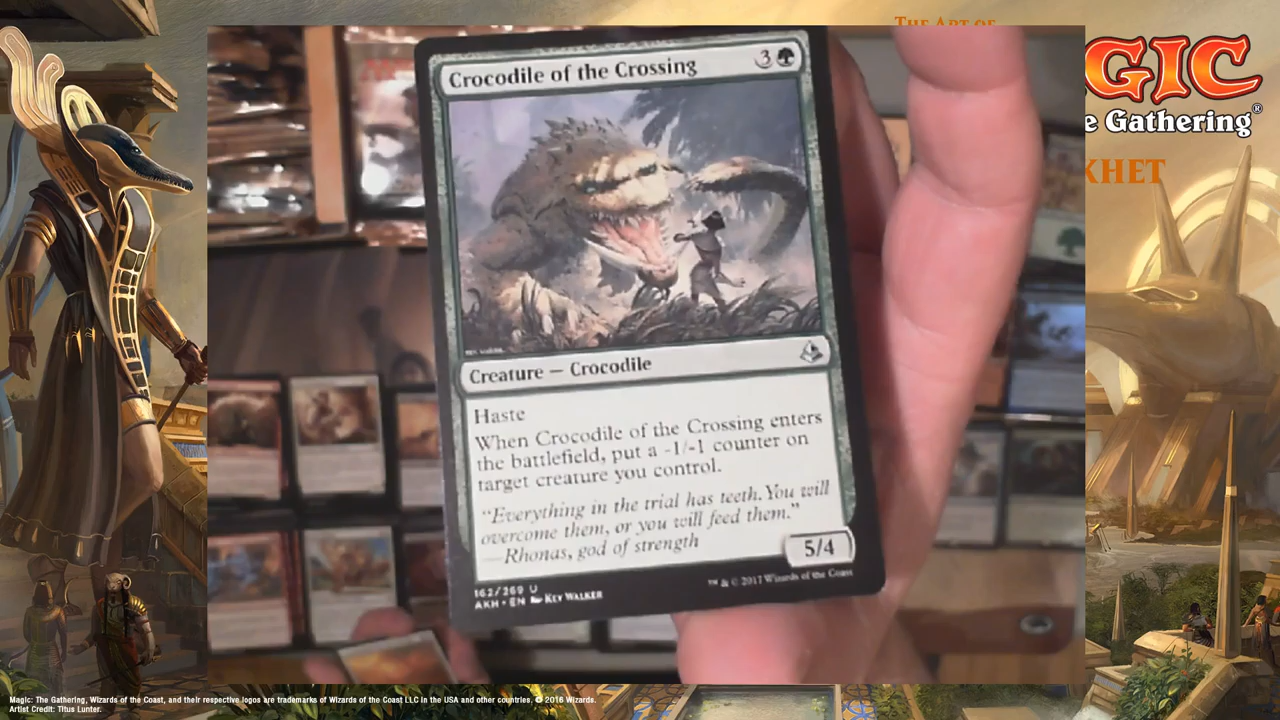 THE ART OF
GIC
e Gathering®
KHET
Crocodile of the Crossing
3
Creature — Crocodile
Haste
When Crocodile of the Crossing enters
the battlefield, put a -1/-1 counter on
target creature you control.
“Everything in the trial has teeth. You will
overcome them, or you will feed them.”
—Rhonas, god of strength
5/4
162/269 U
AKH • EN KEV WALKER
™ & © 2017 Wizards of the Coast
Magic: The Gathering, Wizards of the Coast, and their respective logos are trademarks of Wizards of the Coast LLC in the USA and other countries. © 2016 Wizards.
Artist Credit: Titus Lunter.